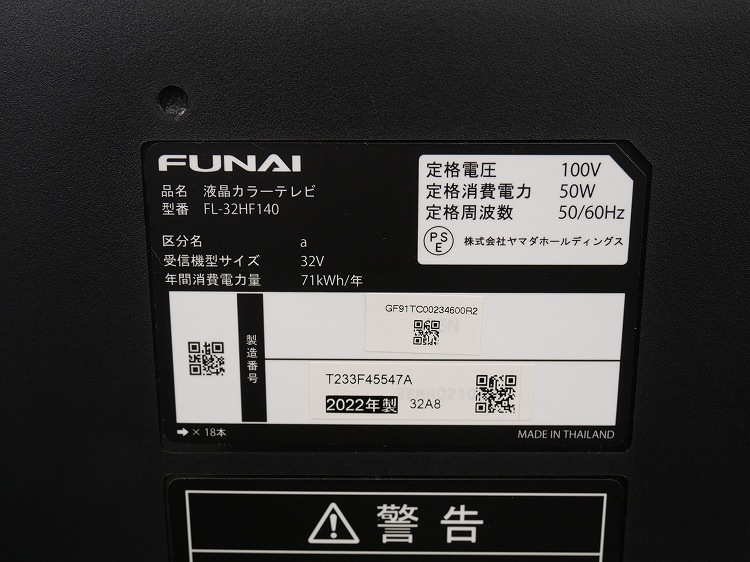 FUNAI
品名 液晶カラーテレビ
型番 FL-32HF140
区分名 a
受信機型サイズ 32V
年間消費電力量 71kWh/年
定格電圧 100V
定格消費電力 50W
定格周波数 50/60Hz
PSE 株式会社ヤマダホールディングス
製造番号
GF91TC00234600R2
T233F45547A
2022年製 32A8
➡ × 18本
MADE IN THAILAND
⚠ 警告